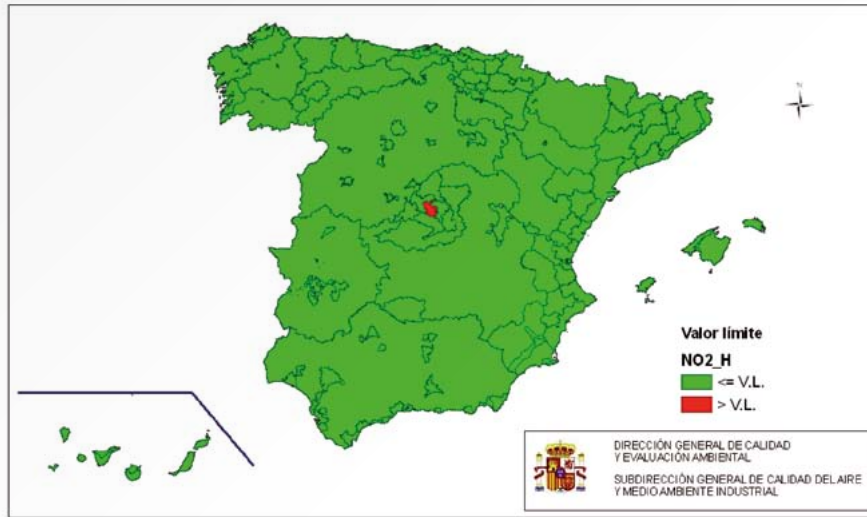 N
Valor límite
NO2_H
<= V.L.
> V.L.
DIRECCIÓN GENERAL DE CALIDAD
Y EVALUACIÓN AMBIENTAL
SUBDIRECCIÓN GENERAL DE CALIDAD DEL AIRE
Y MEDIO AMBIENTE INDUSTRIAL